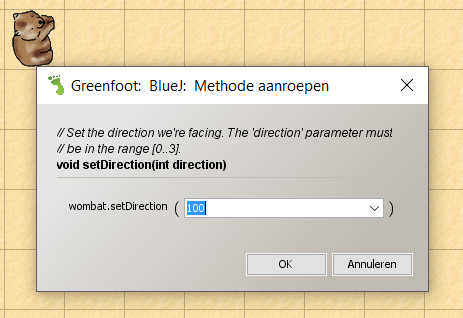 Greenfoot: BlueJ: Methode aanroepen
// Set the direction we're facing. The 'direction' parameter must
// be in the range [0..3].
void setDirection(int direction)
wombat.setDirection ( 100 )
OK Annuleren